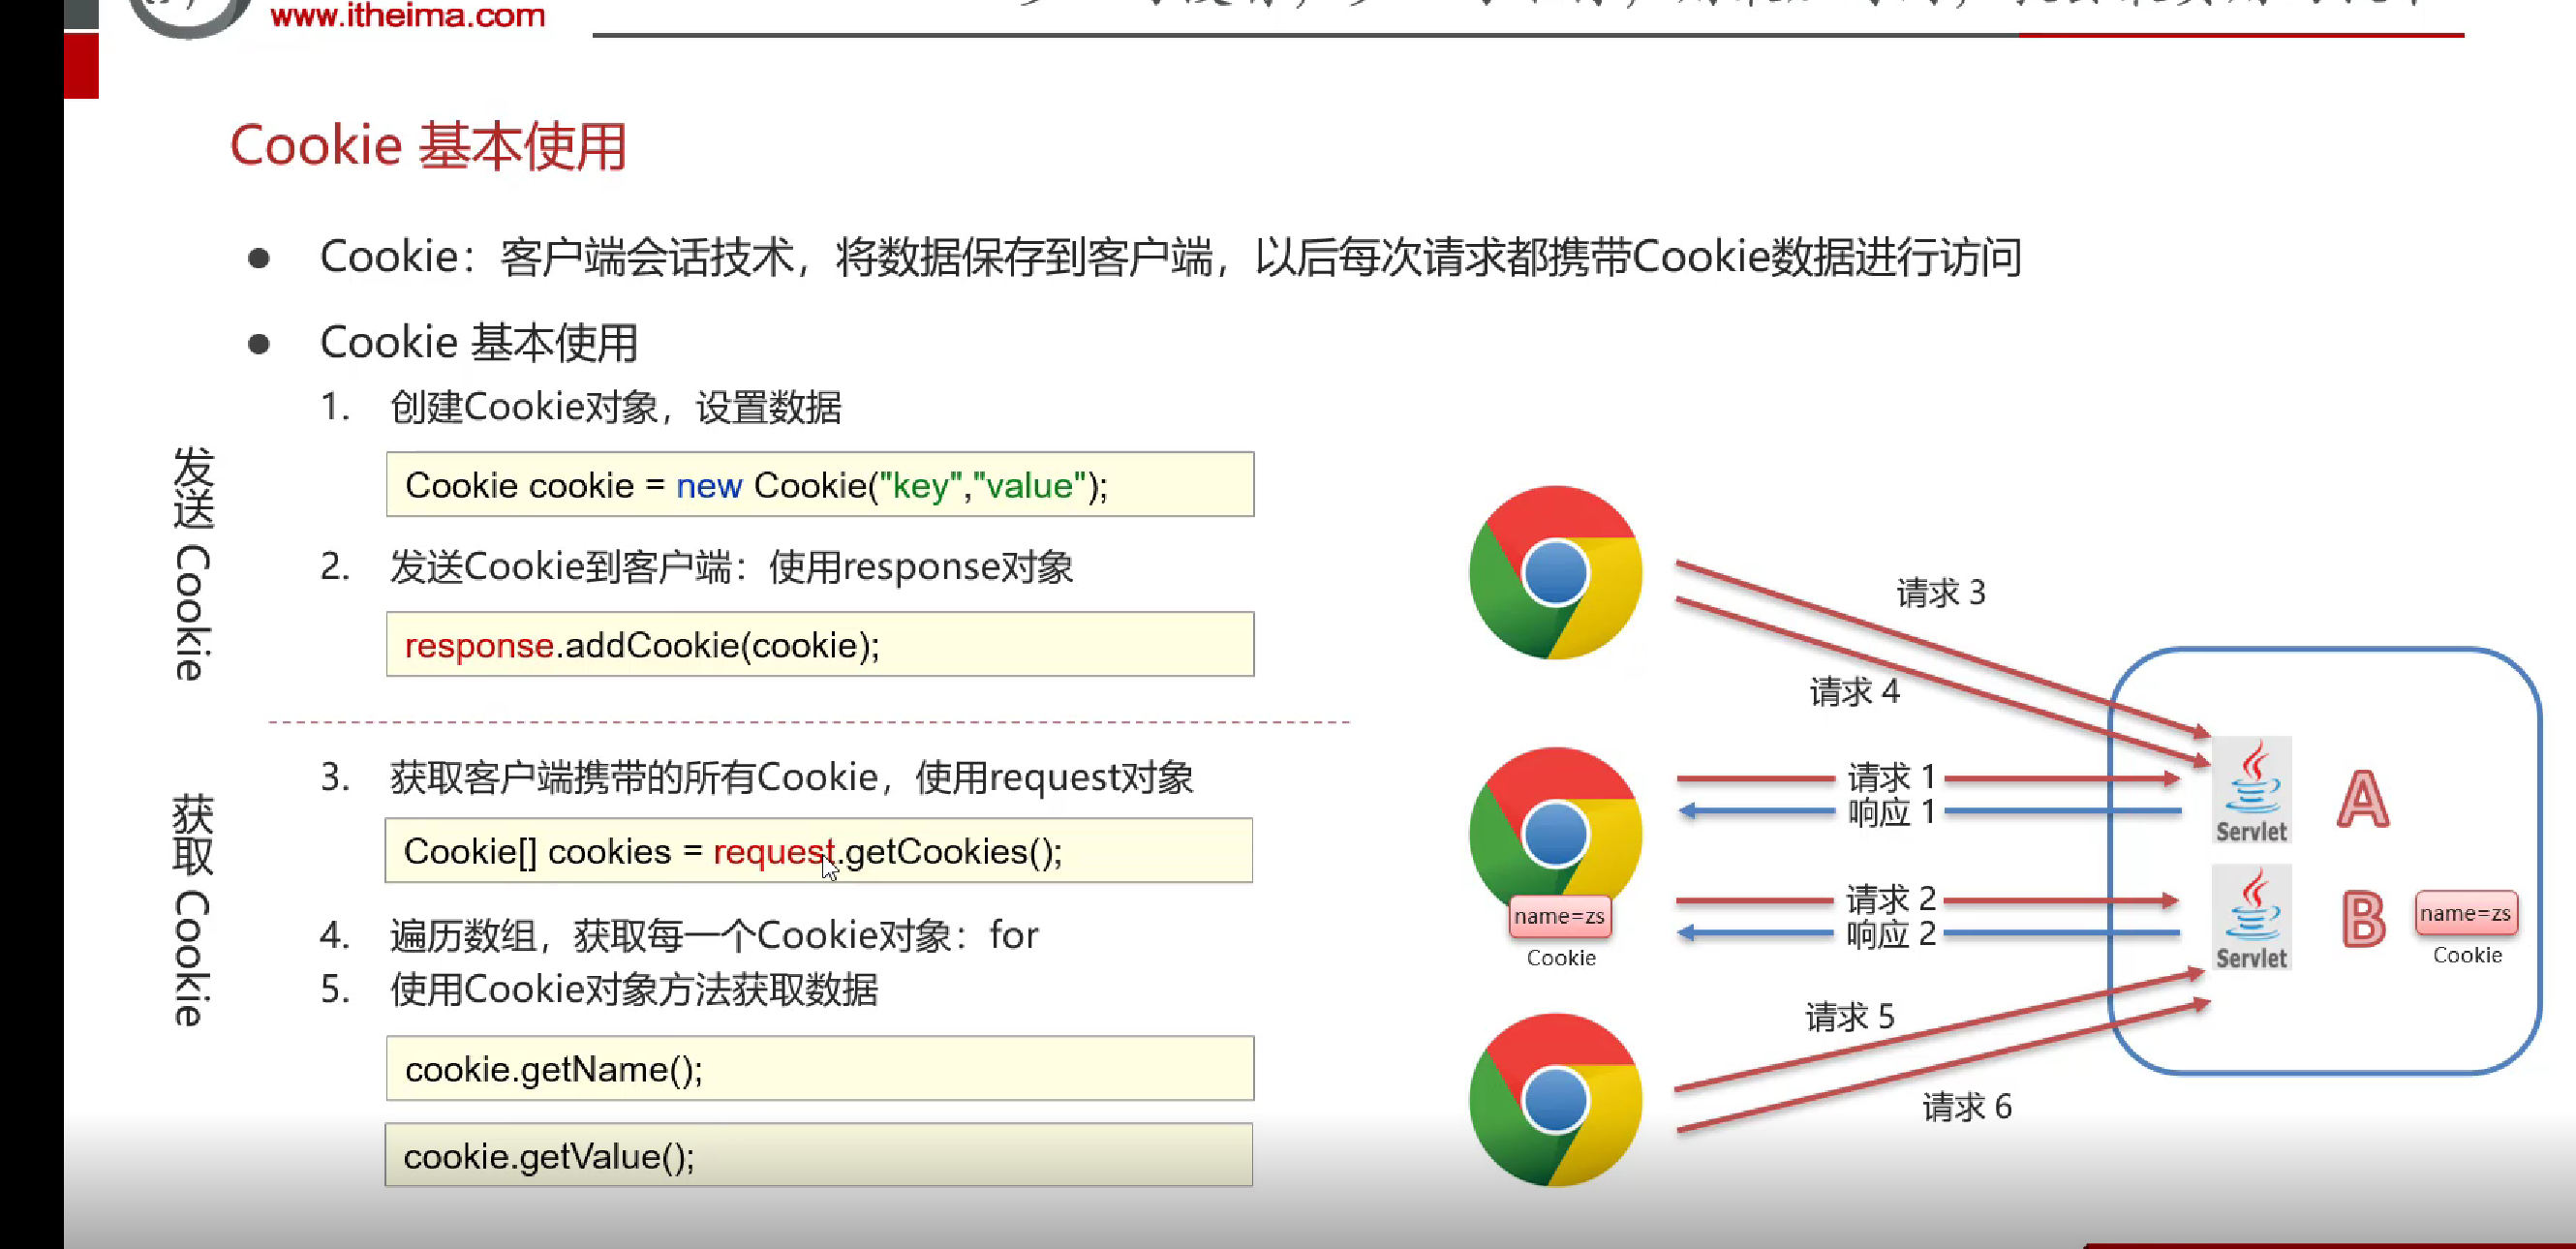 www.itheima.com
Cookie 基本使用
Cookie：客户端会话技术，将数据保存到客户端，以后每次请求都携带Cookie数据进行访问
Cookie 基本使用
发送 Cookie
1. 创建Cookie对象，设置数据
Cookie cookie = new Cookie("key","value");
2. 发送Cookie到客户端：使用response对象
response.addCookie(cookie);
获取 Cookie
3. 获取客户端携带的所有Cookie，使用request对象
Cookie[] cookies = request.getCookies();
4. 遍历数组，获取每一个Cookie对象：for
5. 使用Cookie对象方法获取数据
cookie.getName();
cookie.getValue();
请求 3
请求 4
请求 1
响应 1
Servlet
A
请求 2
响应 2
name=zs
Cookie
Servlet
B
name=zs
Cookie
请求 5
请求 6